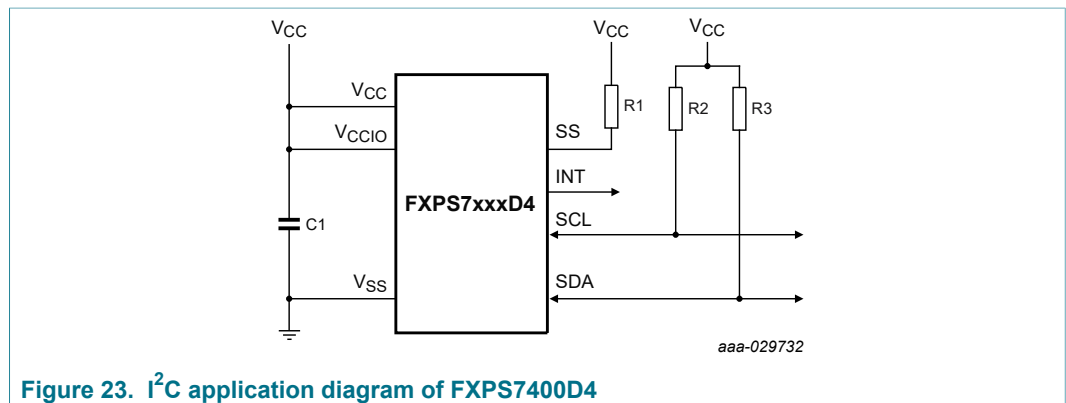 VCC
VCC
VCC
VCC
R1
R2
R3
VCCIO
SS
INT
FXPS7xxxD4
SCL
C1
VSS
SDA
aaa-029732
Figure 23. I²C application diagram of FXPS7400D4